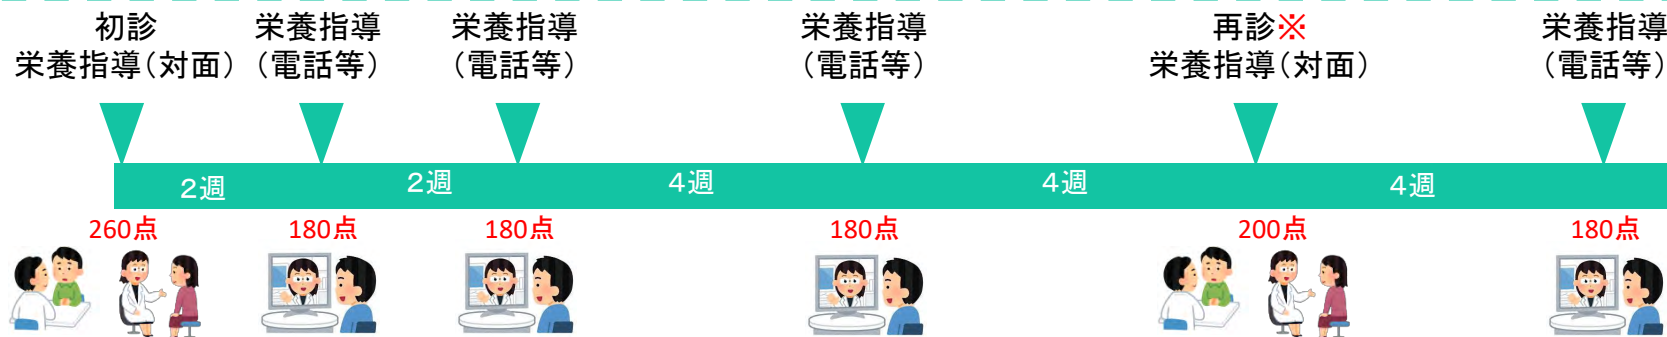 初診
栄養指導（対面）
栄養指導
（電話等）
栄養指導
（電話等）
栄養指導
（電話等）
再診※
栄養指導（対面）
栄養指導
（電話等）
２週
２週
４週
４週
４週
260点
180点
180点
180点
200点
180点